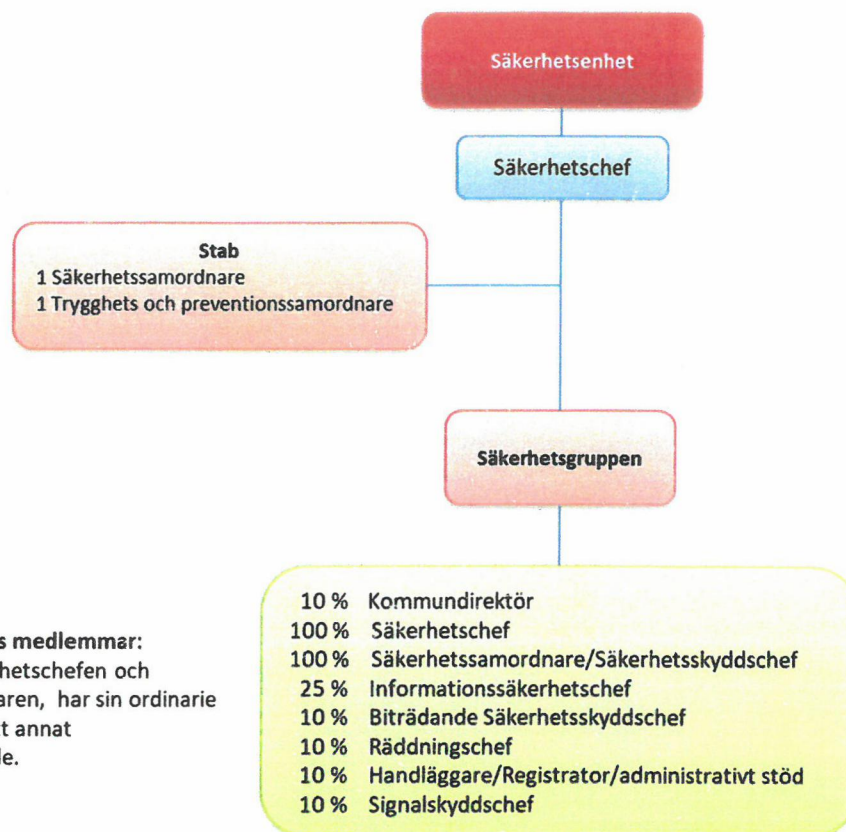 Säkerhetsenhet
Säkerhetschef
Stab
1 Säkerhetssamordnare
1 Trygghets och preventionssamordnare
Säkerhetsgruppen
10 % Kommundirektör
100 % Säkerhetschef
100 % Säkerhetssamordnare/Säkerhetsskyddschef
25 % Informationssäkerhetschef
10 % Biträdande Säkerhetsskyddschef
10 % Räddningschef
10 % Handläggare/Registrator/administrativt stöd
10 % Signalskyddschef
s medlemmar:
hetschefen och
aren, har sin ordinarie
t annat
e.